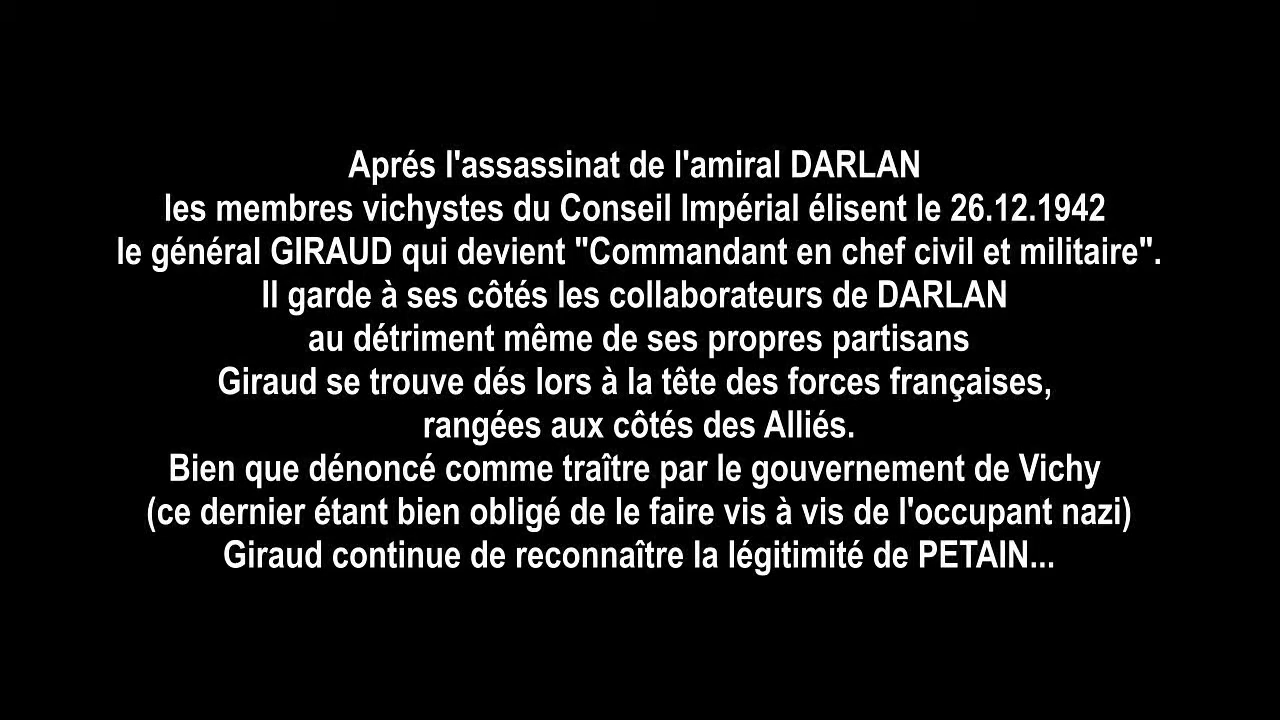 Aprés l'assassinat de l'amiral DARLAN
les membres vichystes du Conseil Impérial élisent le 26.12.1942
le général GIRAUD qui devient "Commandant en chef civil et militaire".
Il garde à ses côtés les collaborateurs de DARLAN
au détriment même de ses propres partisans
Giraud se trouve dés lors à la tête des forces françaises,
rangées aux côtés des Alliés.
Bien que dénoncé comme traître par le gouvernement de Vichy
(ce dernier étant bien obligé de le faire vis à vis de l'occupant nazi)
Giraud continue de reconnaître la légitimité de PETAIN...